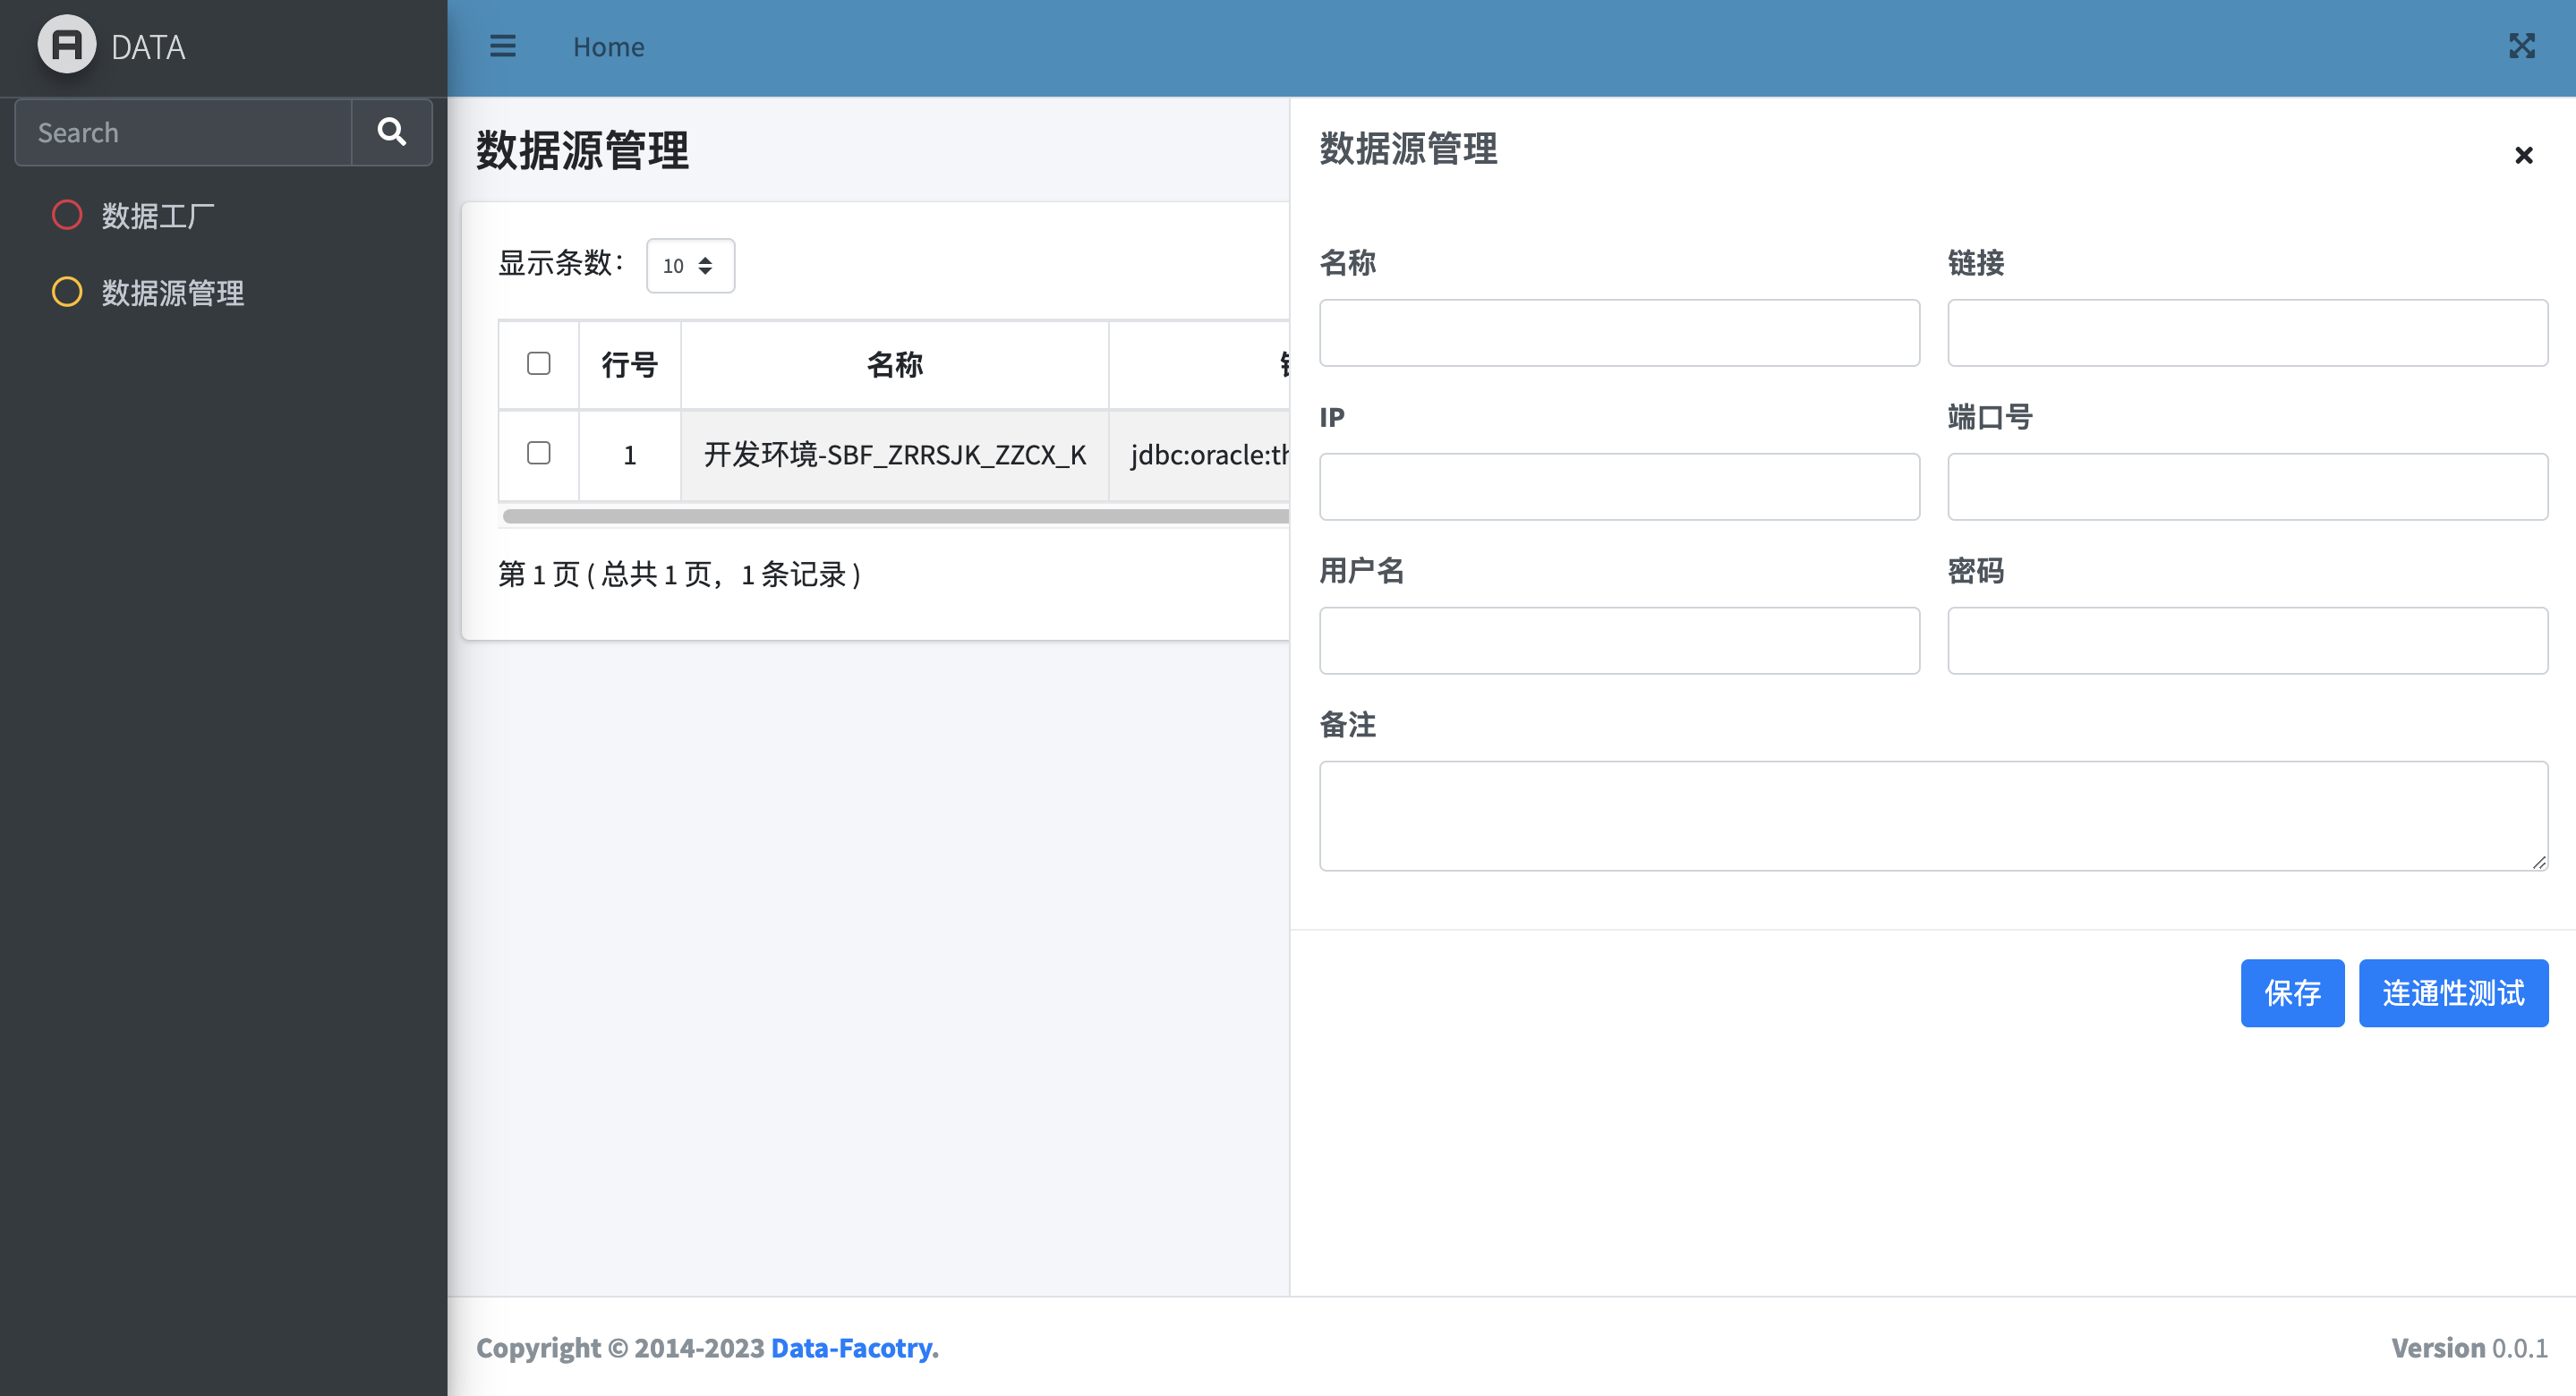 DATA
Home
Search
数据工厂
数据源管理
数据源管理
显示条数： 10
行号 名称
1 开发环境-SBF_ZRRSJK_ZZCX_K jdbc:oracle:th
第 1 页 ( 总共 1 页，1 条记录 )
数据源管理
名称 链接
IP 端口号
用户名 密码
备注
保存 连通性测试
Copyright © 2014-2023 Data-Facotry.
Version 0.0.1